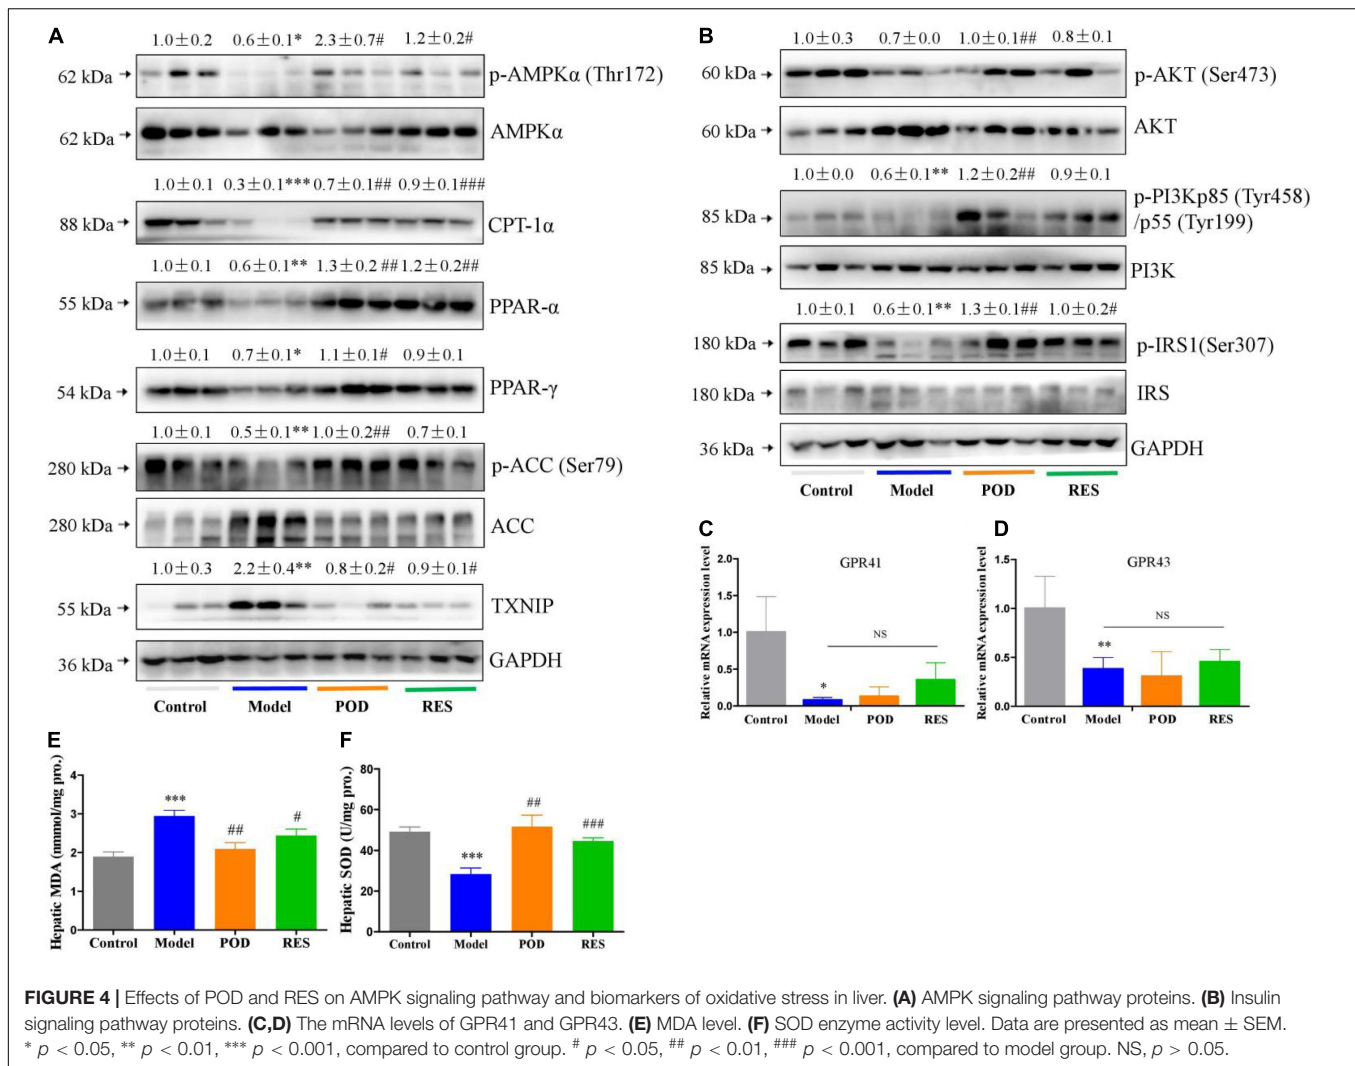 A
1.0±0.2 0.6±0.1* 2.3±0.7# 1.2±0.2#
62 kDa p-AMPKα (Thr172)
62 kDa AMPKα
1.0±0.1 0.3±0.1*** 0.7±0.1## 0.9±0.1###
88 kDa CPT-1α
1.0±0.1 0.6±0.1** 1.3±0.2 ## 1.2±0.2##
55 kDa PPAR-α
1.0±0.1 0.7±0.1* 1.1±0.1# 0.9±0.1
54 kDa PPAR-γ
1.0±0.1 0.5±0.1** 1.0±0.2## 0.7±0.1
280 kDa p-ACC (Ser79)
280 kDa ACC
1.0±0.3 2.2±0.4** 0.8±0.2# 0.9±0.1#
55 kDa TXNIP
36 kDa GAPDH
Control Model POD RES
B
1.0±0.3 0.7±0.0 1.0±0.1## 0.8±0.1
60 kDa p-AKT (Ser473)
60 kDa AKT
1.0±0.0 0.6±0.1** 1.2±0.2## 0.9±0.1
85 kDa p-PI3Kp85 (Tyr458)
/p55 (Tyr199)
85 kDa PI3K
1.0±0.1 0.6±0.1** 1.3±0.1## 1.0±0.2#
180 kDa p-IRS1(Ser307)
180 kDa IRS
36 kDa GAPDH
Control Model POD RES
C
GPR41
Relative mRNA expression level
2.0
1.5
1.0
0.5
0.0
NS
*
Control Model POD RES
D
GPR43
Relative mRNA expression level
1.5
1.0
0.5
0.0
NS
**
Control Model POD RES
E
Hepatic MDA (nmmol/mg pro.)
4
3
2
1
0
*** ## #
Control Model POD RES
F
Hepatic SOD (U/mg pro.)
80
60
40
20
0
*** ## ###
Control Model POD RES
FIGURE 4 | Effects of POD and RES on AMPK signaling pathway and biomarkers of oxidative stress in liver. (A) AMPK signaling pathway proteins. (B) Insulin
signaling pathway proteins. (C,D) The mRNA levels of GPR41 and GPR43. (E) MDA level. (F) SOD enzyme activity level. Data are presented as mean ± SEM.
* p < 0.05, ** p < 0.01, *** p < 0.001, compared to control group. # p < 0.05, ## p < 0.01, ### p < 0.001, compared to model group. NS, p > 0.05.